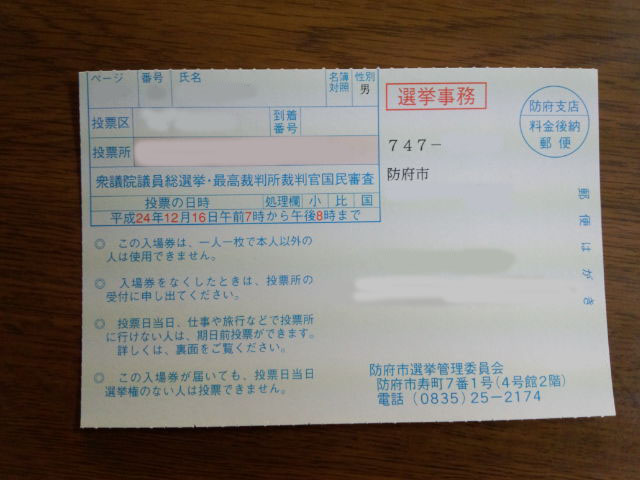 ページ 番号 氏名 名簿対照 性別
男
投票区 到着番号
投票所
衆議院議員総選挙・最高裁判所裁判官国民審査
投票の日時 処理欄 小 比 国
平成24年12月16日午前7時から午後8時まで
◎ この入場券は、一人一枚で本人以外の
人は使用できません。
◎ 入場券をなくしたときは、投票所の
受付に申し出てください。
◎ 投票日当日、仕事や旅行などで投票所
に行けない人は、期日前投票ができます。
詳しくは、裏面をご覧ください。
◎ この入場券が届いても、投票日当日
選挙権のない人は投票できません。
選挙事務
防府支店
料金後納
郵便
747-
防府市
郵便はがき
防府市選挙管理委員会
防府市寿町7番1号(4号館2階)
電話 (0835)25-2174